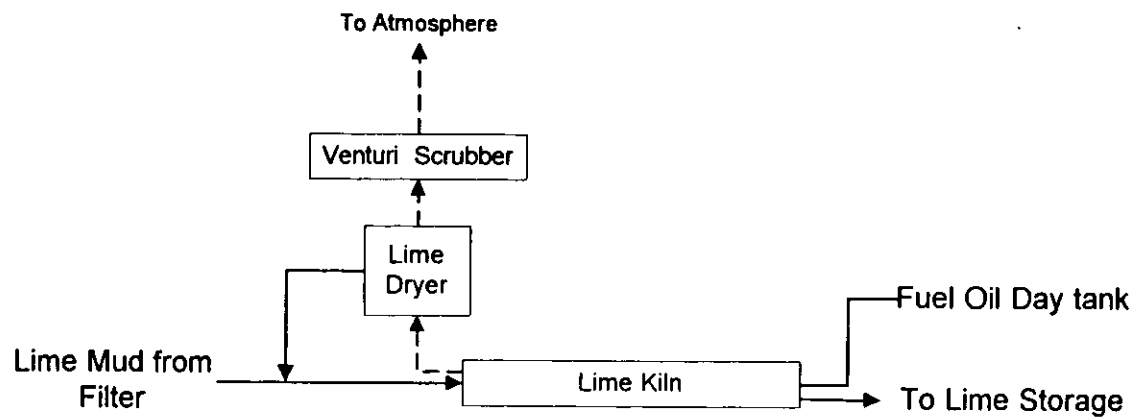 To Atmosphere
Venturi Scrubber
Lime
Dryer
Fuel Oil Day tank
Lime Mud from
Filter
Lime Kiln
To Lime Storage